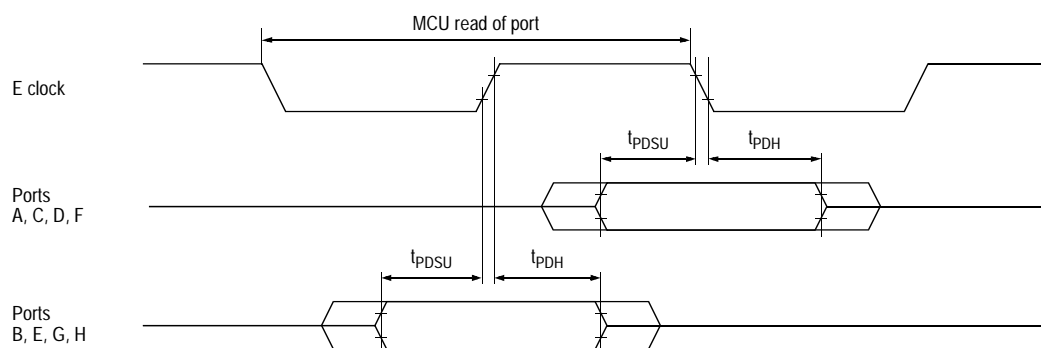 MCU read of port
E clock
tPDSU
tPDH
Ports
A, C, D, F
tPDSU
tPDH
Ports
B, E, G, H